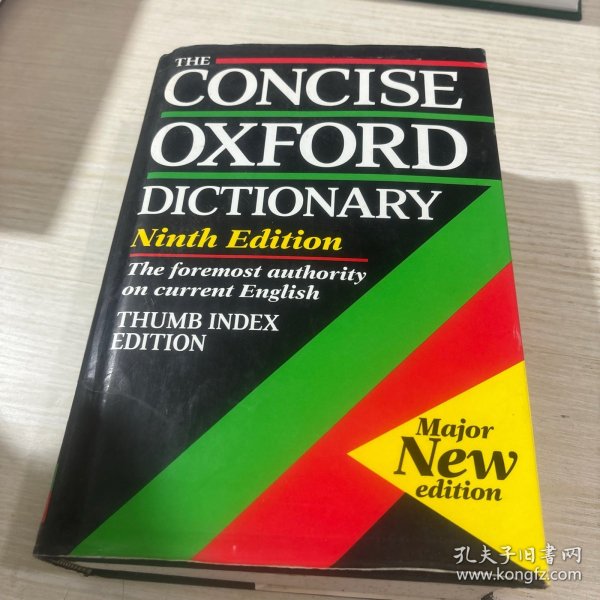 THE
CONCISE
OXFORD
DICTIONARY
Ninth Edition
The foremost authority
on current English
THUMB INDEX
EDITION
Major
New
edition
孔夫子旧书网
www.kongfz.com